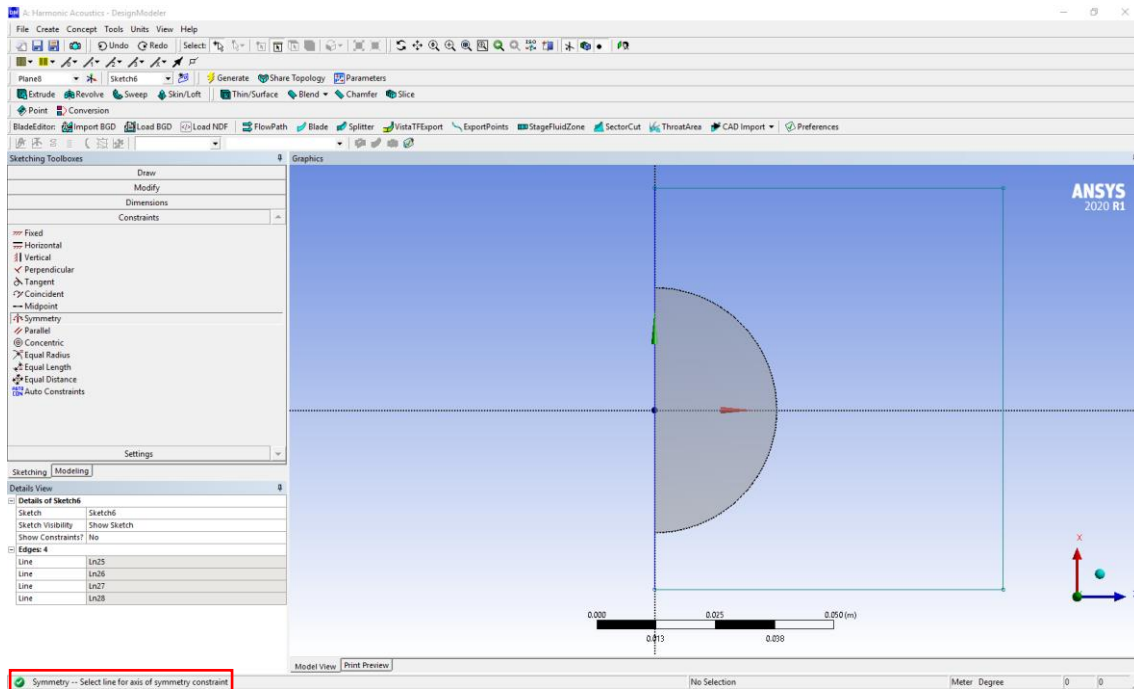 A: Harmonic Acoustics - DesignModeler
File Create Concept Tools Units View Help
Undo Redo Select:
Plane8 Sketch6 Generate Share Topology Parameters
Extrude Revolve Sweep Skin/Loft Thin/Surface Blend Chamfer Slice
Point Conversion
BladeEditor: Import BGD Load BGD Load NDF FlowPath Blade Splitter VistaTFExport ExportPoints StageFluidZone SectorCut ThroatArea CAD Import Preferences
Sketching Toolboxes
Draw
Modify
Dimensions
Constraints
Fixed
Horizontal
Vertical
Perpendicular
Tangent
Coincident
Midpoint
Symmetry
Parallel
Concentric
Equal Radius
Equal Length
Equal Distance
Auto Constraints
Settings
Sketching Modeling
Details View
Details of Sketch6
Sketch Sketch6
Sketch Visibility Show Sketch
Show Constraints? No
Edges: 4
Line Ln25
Line Ln26
Line Ln27
Line Ln28
Graphics
ANSYS
2020 R1
X
0.000 0.025 0.050 (m)
0.013 0.038
Model View Print Preview
Symmetry -- Select line for axis of symmetry constraint No Selection Meter Degree 0 0